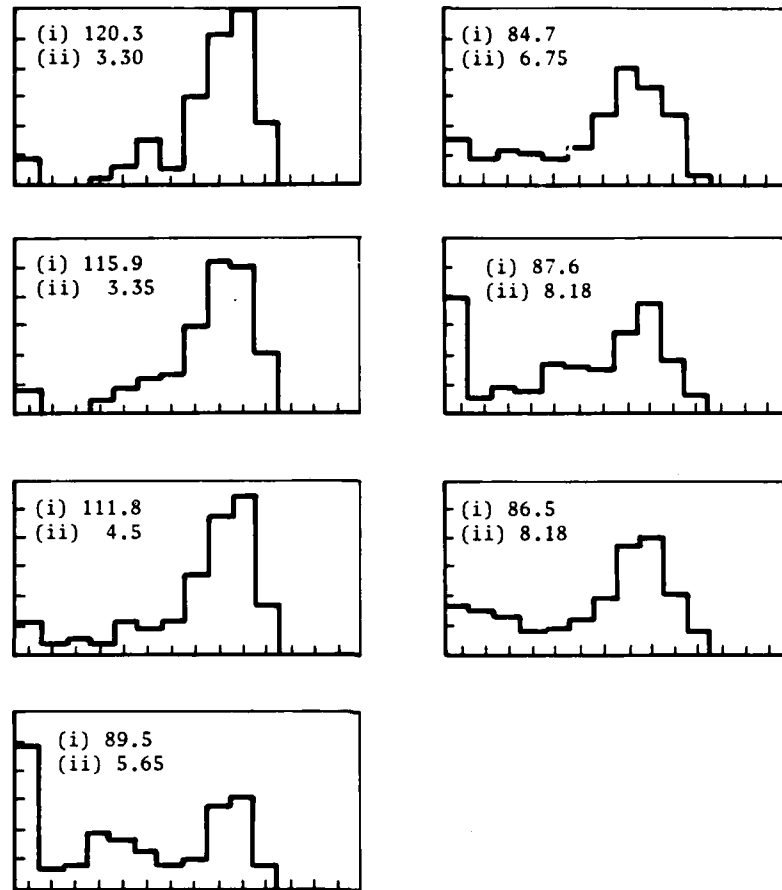 (i) 120.3
(ii) 3.30
(i) 84.7
(ii) 6.75
(i) 115.9
(ii) 3.35
(i) 87.6
(ii) 8.18
(i) 111.8
(ii) 4.5
(i) 86.5
(ii) 8.18
(i) 89.5
(ii) 5.65